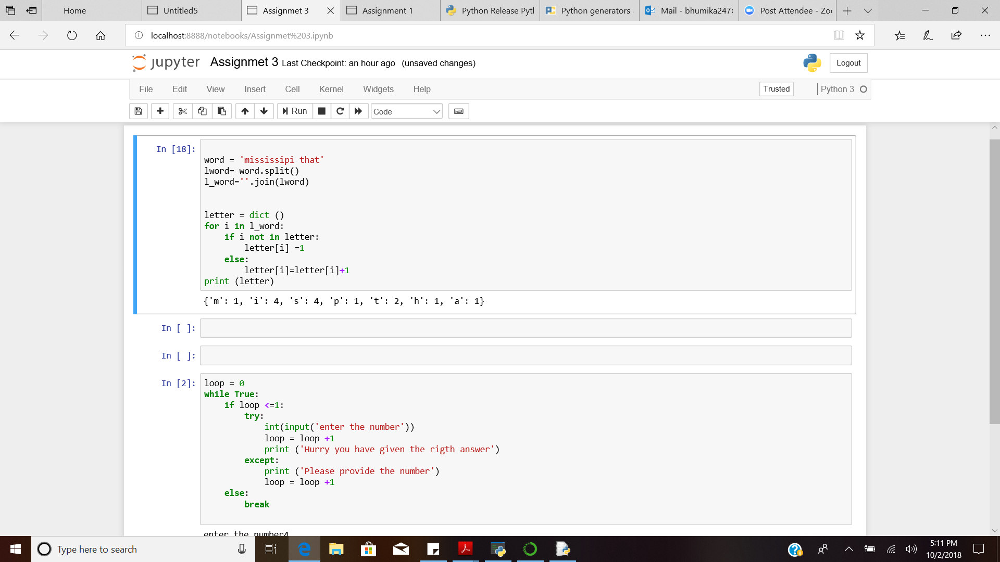 Home
Untitled5
Assignmet 3
Assignment 1
Python Release Pytl
Python generators
Mail - bhumika247
Post Attendee - Zo
localhost:8888/notebooks/Assignmet%203.ipynb
jupyter Assignmet 3 Last Checkpoint: an hour ago (unsaved changes)
Logout
File Edit View Insert Cell Kernel Widgets Help
Trusted
Python 3
Run
Code
In [18]:
word = 'mississipi that'
lword= word.split()
l_word=''.join(lword)
letter = dict ()
for i in l_word:
    if i not in letter:
        letter[i] =1
    else:
        letter[i]=letter[i]+1
print (letter)
{'m': 1, 'i': 4, 's': 4, 'p': 1, 't': 2, 'h': 1, 'a': 1}
In [ ]:
In [ ]:
In [2]:
loop = 0
while True:
    if loop <=1:
        try:
            int(input('enter the number'))
            loop = loop +1
            print ('Hurry you have given the rigth answer')
        except:
            print ('Please provide the number')
            loop = loop +1
    else:
        break
enter the number4
Type here to search
5:11 PM
10/2/2018